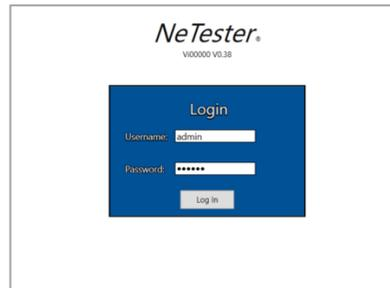 NeTester®
Vi00000 V0.38
Login
Username: admin
Password: ••••••
Log in